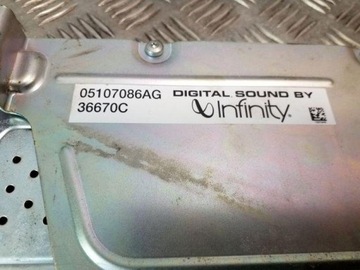 05107086AG DIGITAL SOUND BY
36670C Infinity.